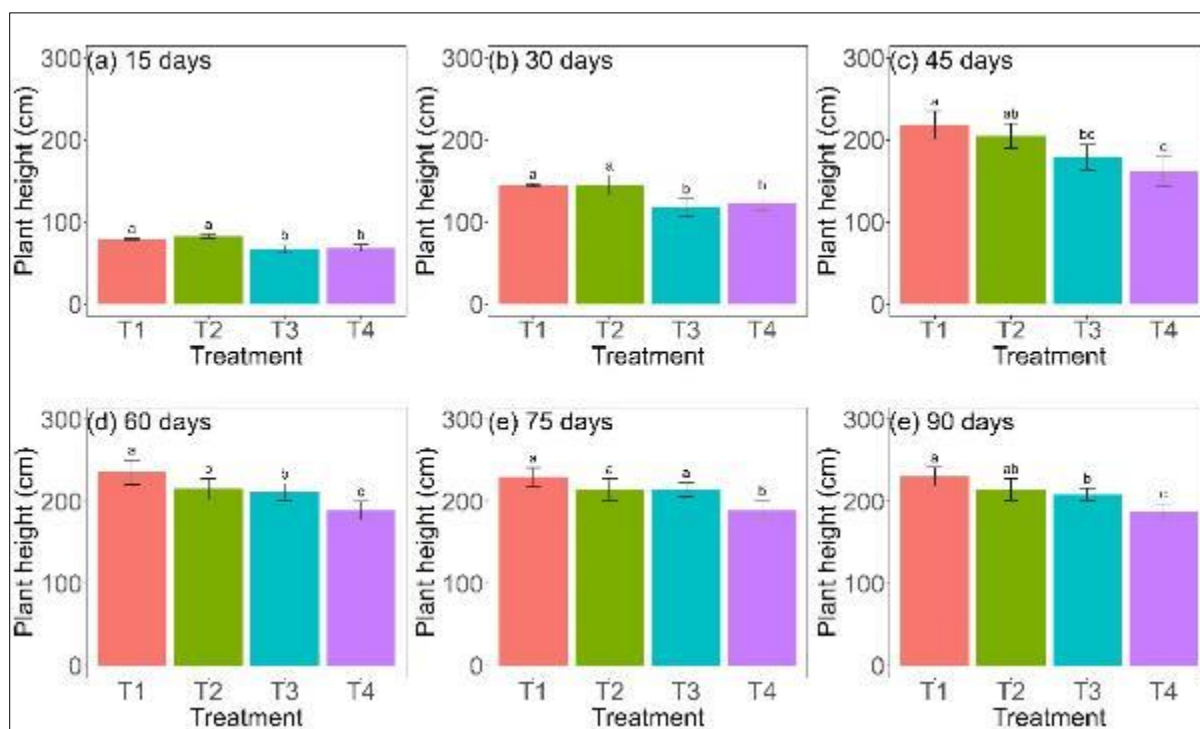 (a) 15 days
300
200
100
0
Plant height (cm)
a
a
b
b
T1 T2 T3 T4
Treatment
(b) 30 days
300
200
100
0
Plant height (cm)
a
a
b
b
T1 T2 T3 T4
Treatment
(c) 45 days
300
200
100
0
Plant height (cm)
a
ab
bc
c
T1 T2 T3 T4
Treatment
(d) 60 days
300
200
100
0
Plant height (cm)
a
b
b
c
T1 T2 T3 T4
Treatment
(e) 75 days
300
200
100
0
Plant height (cm)
a
a
a
b
T1 T2 T3 T4
Treatment
(e) 90 days
300
200
100
0
Plant height (cm)
a
ab
b
c
T1 T2 T3 T4
Treatment